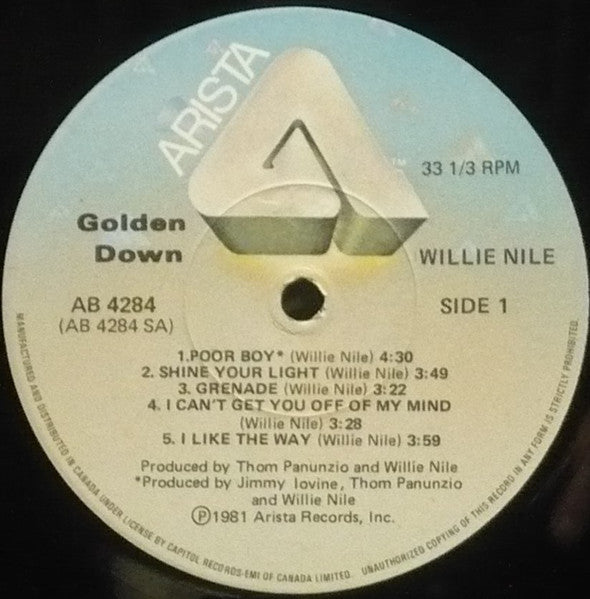 ARISTA
™
33 1/3 RPM
Golden
Down
WILLIE NILE
AB 4284
SIDE 1
(AB 4284 SA)
1.POOR BOY* (Willie Nile) 4:30
2. SHINE YOUR LIGHT (Willie Nile) 3:49
3. GRENADE (Willie Nile) 3:22
4. I CAN'T GET YOU OFF OF MY MIND
(Willie Nile) 3:28
5. I LIKE THE WAY (Willie Nile) 3:59
Produced by Thom Panunzio and Willie Nile
*Produced by Jimmy Iovine, Thom Panunzio
and Willie Nile
℗1981 Arista Records, Inc.
MANUFACTURED AND DISTRIBUTED IN CANADA UNDER LICENSE BY CAPITOL RECORDS-EMI OF CANADA LIMITED. UNAUTHORIZED COPYING OF THIS RECORD IN ANY FORM IS STRICTLY PROHIBITED.